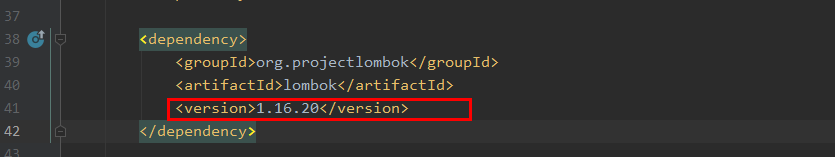 37
38 <dependency>
39 <groupId>org.projectlombok</groupId>
40 <artifactId>lombok</artifactId>
41 <version>1.16.20</version>
42 </dependency>